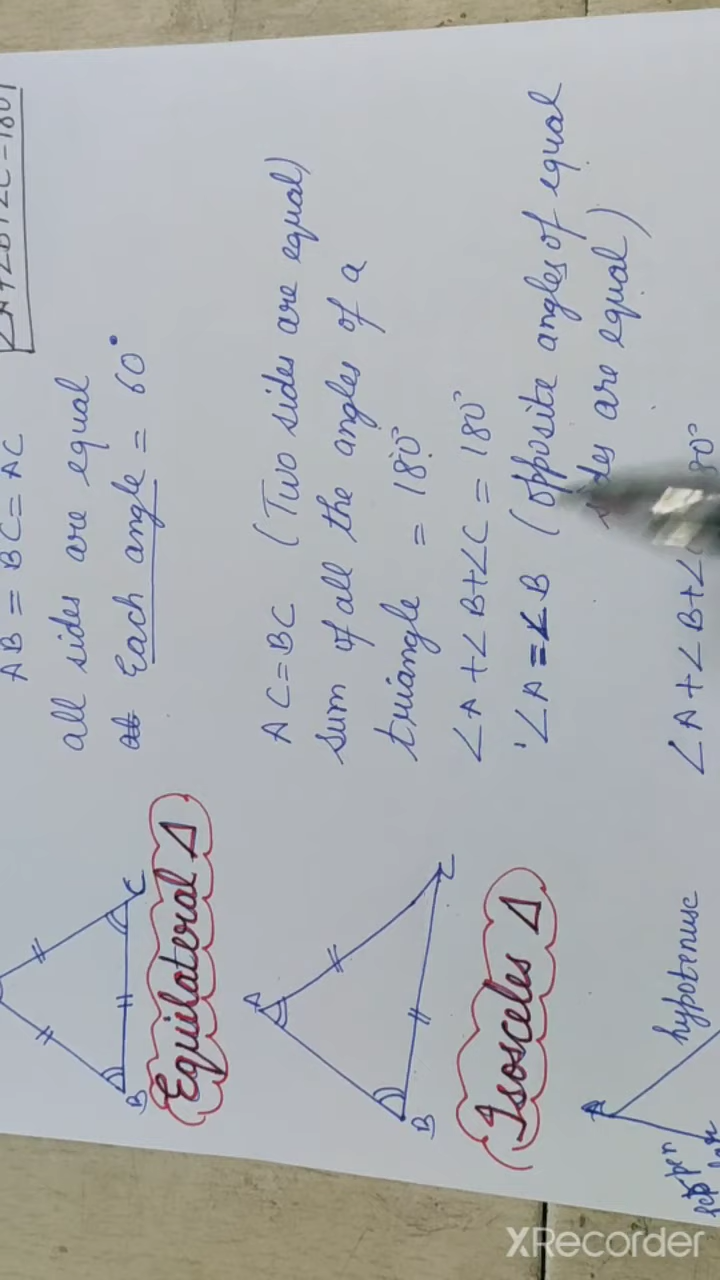 ∠A+∠B+∠C=180
AB = BC = AC
all sides are equal
Each angle = 60°
B
C
Equilateral Δ
AC=BC (Two sides are equal)
sum of all the angles of a
triangle = 180°
∠A+∠B+∠C = 180°
∠A=∠B (opposite angles of equal
sides are equal)
A
B
C
Isosceles Δ
∠A+∠B+∠
A
hypotenuse
XRecorder